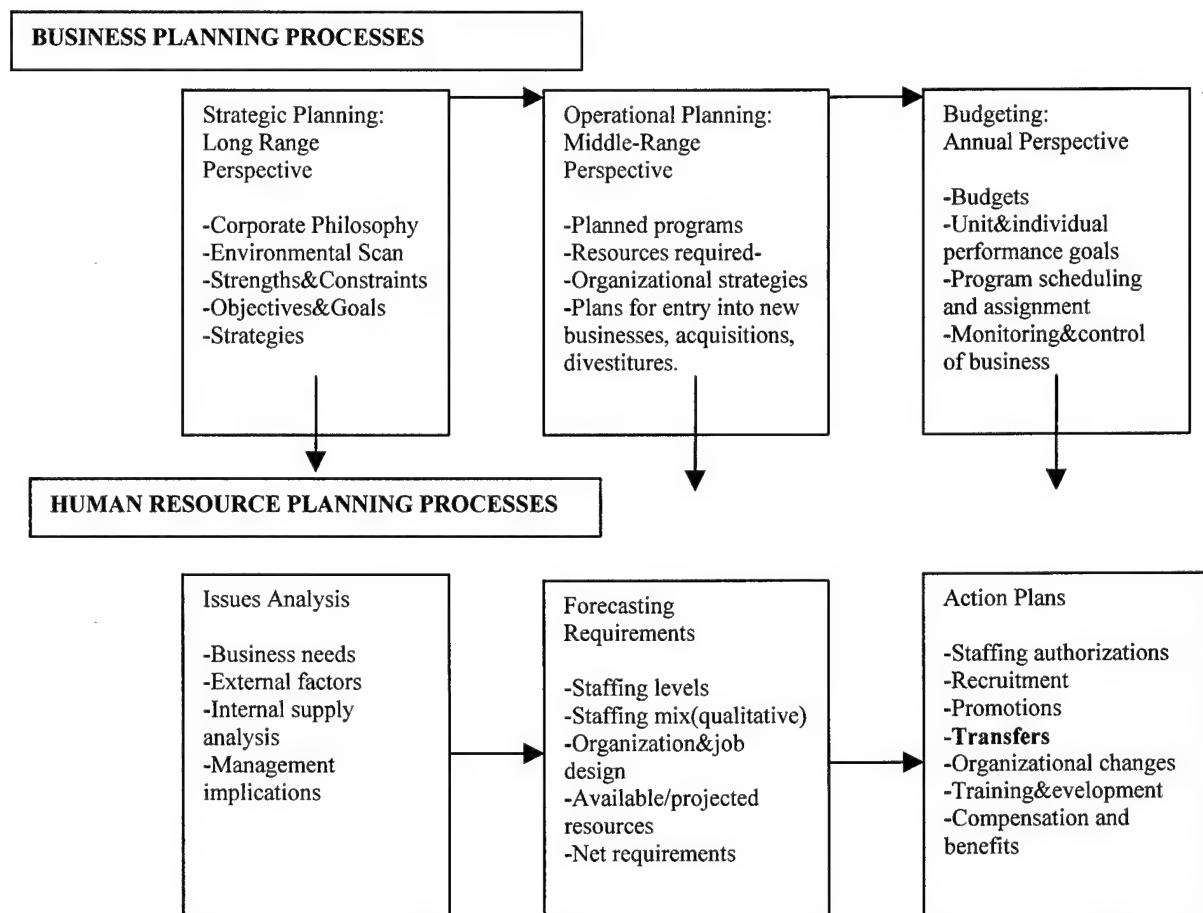 BUSINESS PLANNING PROCESSES
Strategic Planning:
Long Range
Perspective
-Corporate Philosophy
-Environmental Scan
-Strengths&Constraints
-Objectives&Goals
-Strategies
Operational Planning:
Middle-Range
Perspective
-Planned programs
-Resources required-
-Organizational strategies
-Plans for entry into new
businesses, acquisitions,
divestitures.
Budgeting:
Annual Perspective
-Budgets
-Unit&individual
performance goals
-Program scheduling
and assignment
-Monitoring&control
of business
HUMAN RESOURCE PLANNING PROCESSES
Issues Analysis
-Business needs
-External factors
-Internal supply
analysis
-Management
implications
Forecasting
Requirements
-Staffing levels
-Staffing mix(qualitative)
-Organization&job
design
-Available/projected
resources
-Net requirements
Action Plans
-Staffing authorizations
-Recruitment
-Promotions
-Transfers
-Organizational changes
-Training&evelopment
-Compensation and
benefits